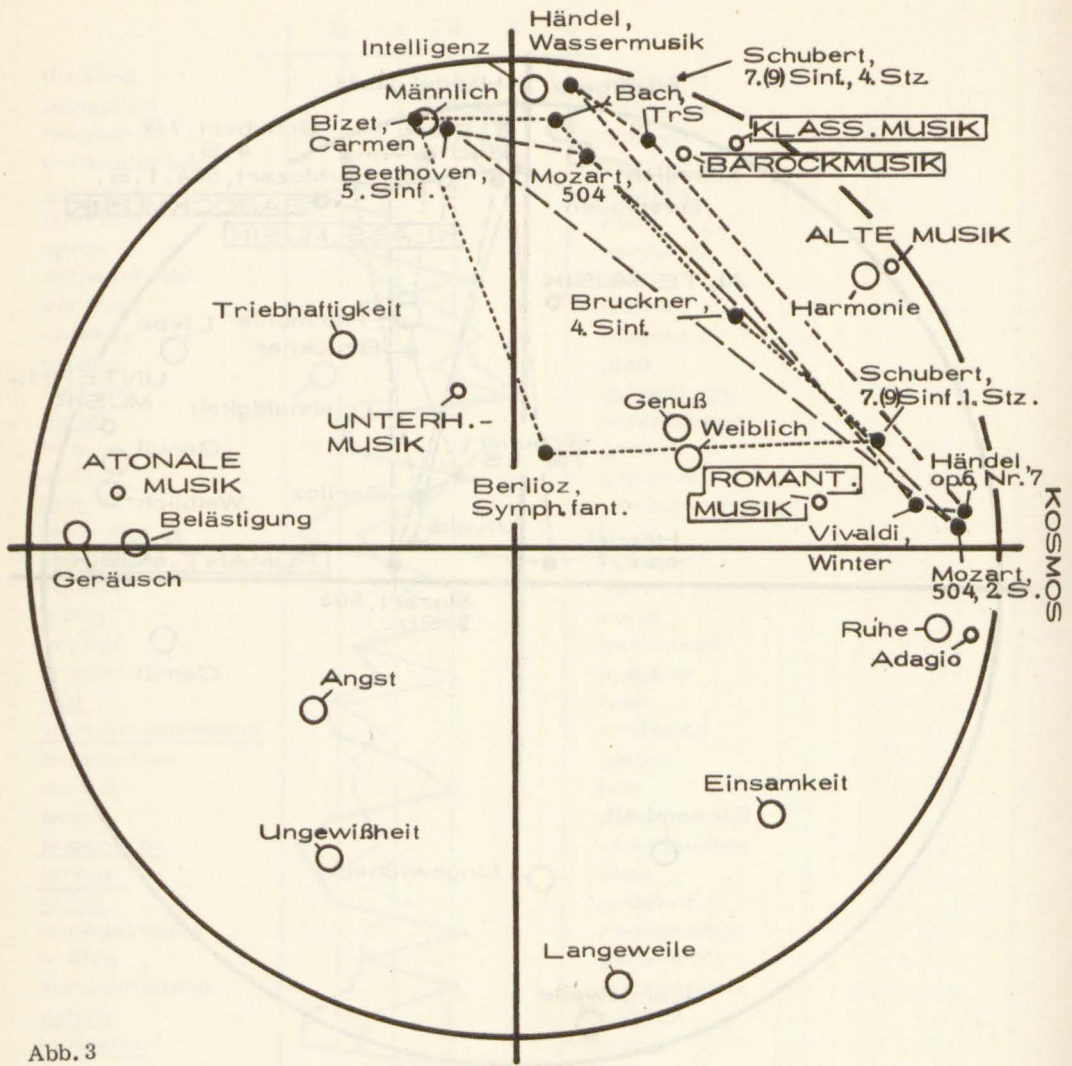 Händel,
Wassermusik
Intelligenz
Schubert,
7.(9) Sinf., 4. Stz.
Männlich
Bach,
TrS
Bizet,
Carmen
KLASS. MUSIK
BAROCKMUSIK
Beethoven,
5. Sinf.
Mozart,
504
ALTE MUSIK
Harmonie
Triebhaftigkeit
Bruckner,
4. Sinf.
Schubert,
7.(9) Sinf. 1. Stz.
Genuß
Weiblich
UNTERH.-
MUSIK
ATONALE
MUSIK
Händel,
op.6, Nr. 7
ROMANT.
MUSIK
Berlioz,
Symph. fant.
Belästigung
Vivaldi,
Winter
KOSMOS
Geräusch
Mozart,
504, 2. S.
Ruhe
Adagio
Angst
Einsamkeit
Ungewißheit
Langeweile
Abb. 3